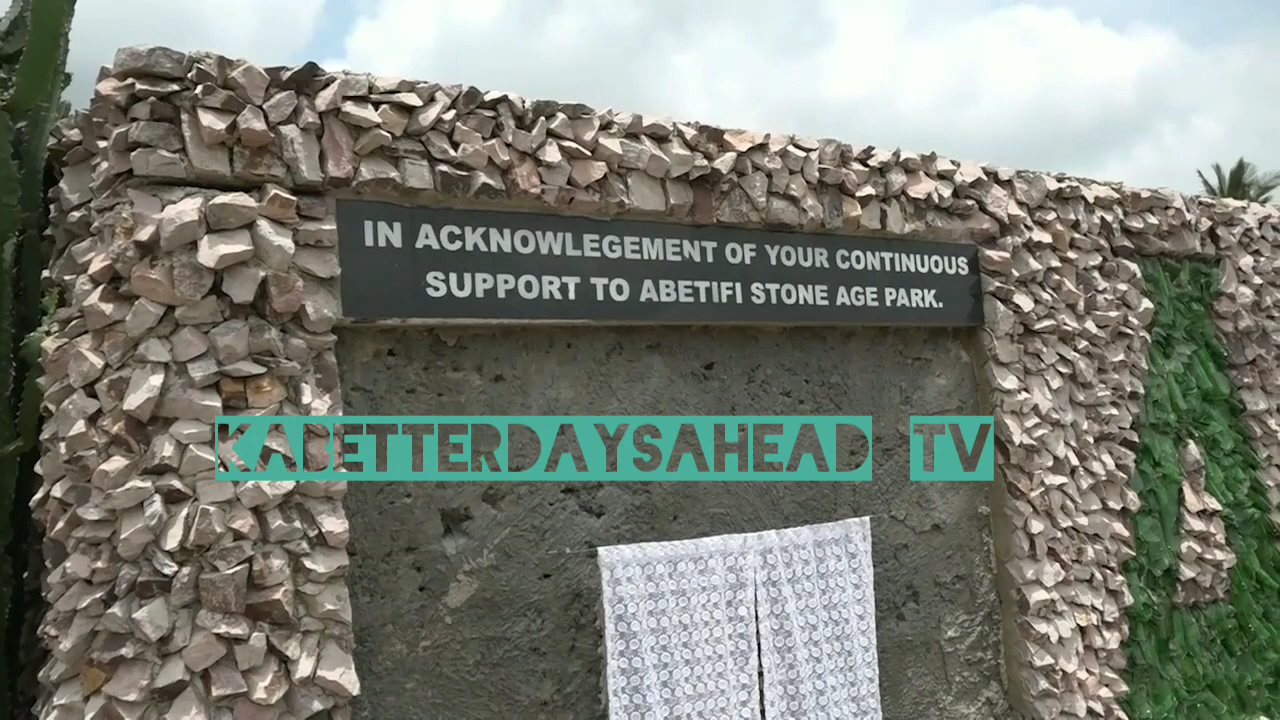 IN ACKNOWLEGEMENT OF YOUR CONTINUOUS
SUPPORT TO ABETIFI STONE AGE PARK.
KABETTERDAYSAHEAD TV